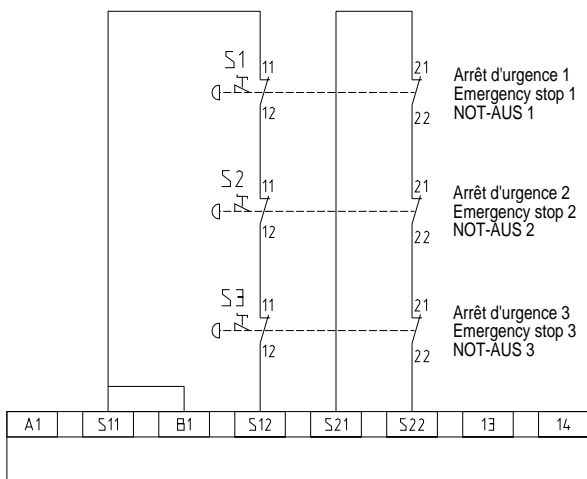 S1
11
21
12
22
Arrêt d'urgence 1
Emergency stop 1
NOT-AUS 1
S2
11
21
12
22
Arrêt d'urgence 2
Emergency stop 2
NOT-AUS 2
S3
11
21
12
22
Arrêt d'urgence 3
Emergency stop 3
NOT-AUS 3
A1 S11 B1 S12 S21 S22 13 14